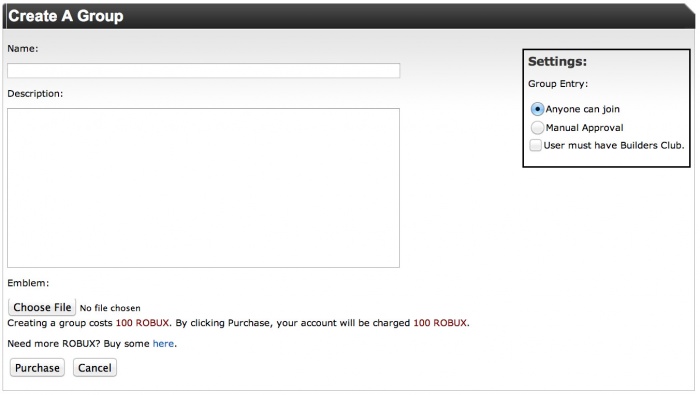 Create A Group
Name:
Description:
Emblem:
Choose File No file chosen
Creating a group costs 100 ROBUX. By clicking Purchase, your account will be charged 100 ROBUX.
Need more ROBUX? Buy some here.
Purchase Cancel
Settings:
Group Entry:
Anyone can join
Manual Approval
User must have Builders Club.